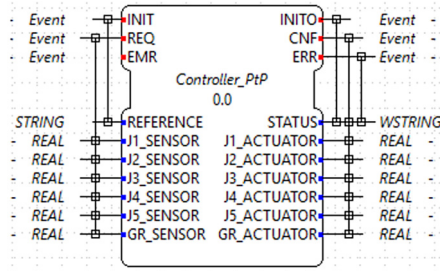 Event INIT INITO Event
Event REQ CNF Event
Event EMR ERR Event
Controller_PtP
0.0
STRING REFERENCE STATUS WSTRING
REAL J1_SENSOR J1_ACTUATOR REAL
REAL J2_SENSOR J2_ACTUATOR REAL
REAL J3_SENSOR J3_ACTUATOR REAL
REAL J4_SENSOR J4_ACTUATOR REAL
REAL J5_SENSOR J5_ACTUATOR REAL
REAL GR_SENSOR GR_ACTUATOR REAL